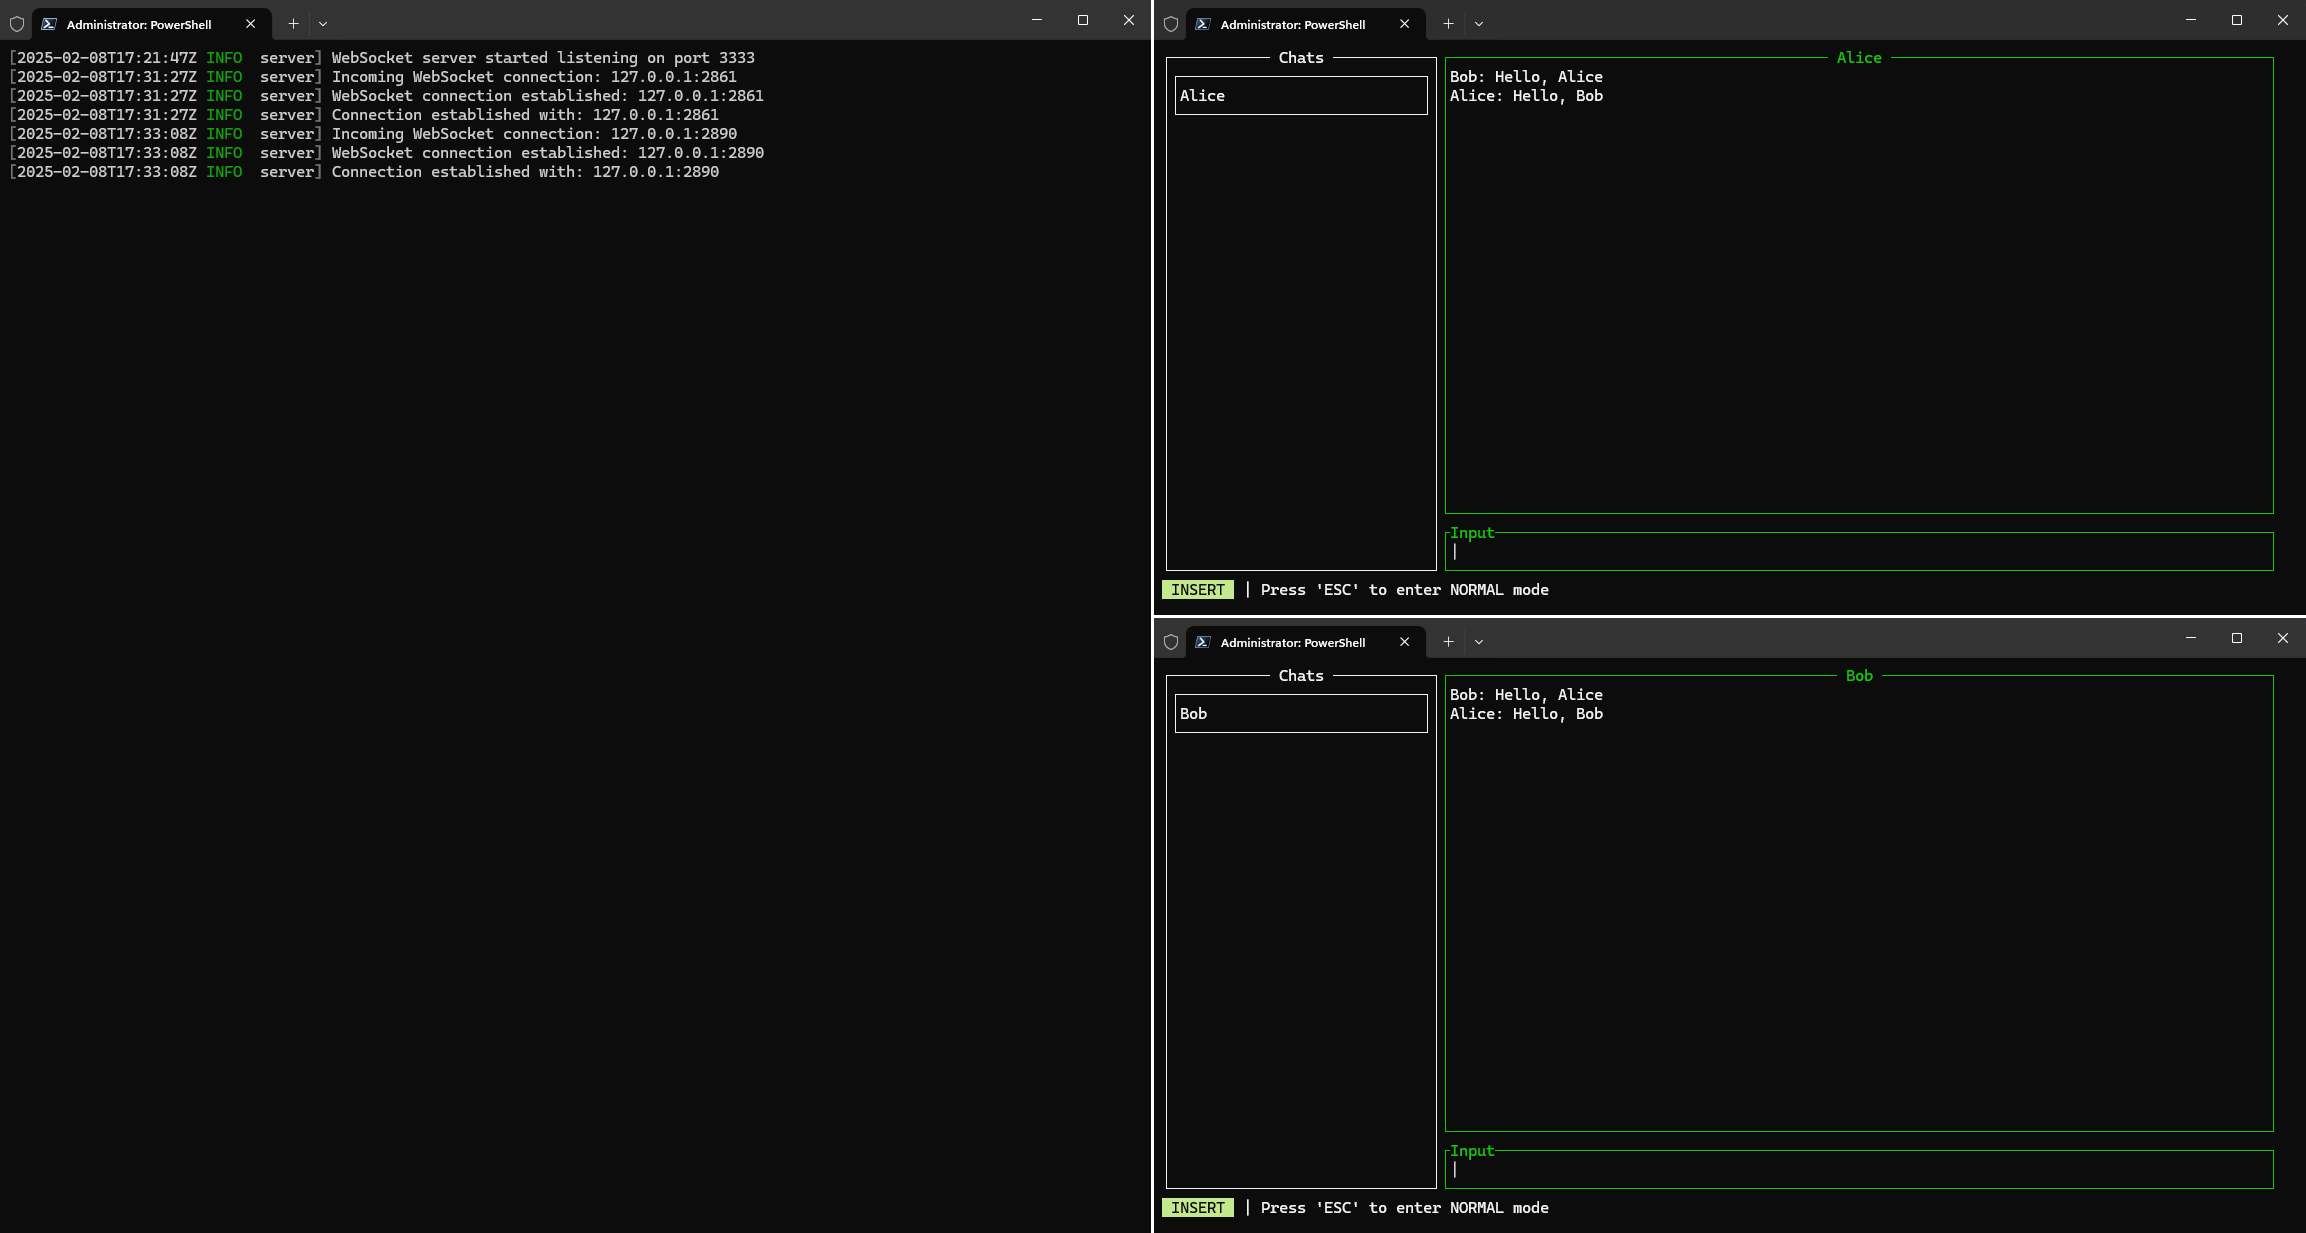 Administrator: PowerShell
[2025-02-08T17:21:47Z INFO  server] WebSocket server started listening on port 3333
[2025-02-08T17:31:27Z INFO  server] Incoming WebSocket connection: 127.0.0.1:2861
[2025-02-08T17:31:27Z INFO  server] WebSocket connection established: 127.0.0.1:2861
[2025-02-08T17:31:27Z INFO  server] Connection established with: 127.0.0.1:2861
[2025-02-08T17:33:08Z INFO  server] Incoming WebSocket connection: 127.0.0.1:2890
[2025-02-08T17:33:08Z INFO  server] WebSocket connection established: 127.0.0.1:2890
[2025-02-08T17:33:08Z INFO  server] Connection established with: 127.0.0.1:2890
Administrator: PowerShell
Chats
Alice
Alice
Bob: Hello, Alice
Alice: Hello, Bob
Input
INSERT | Press 'ESC' to enter NORMAL mode
Administrator: PowerShell
Chats
Bob
Bob
Bob: Hello, Alice
Alice: Hello, Bob
Input
INSERT | Press 'ESC' to enter NORMAL mode